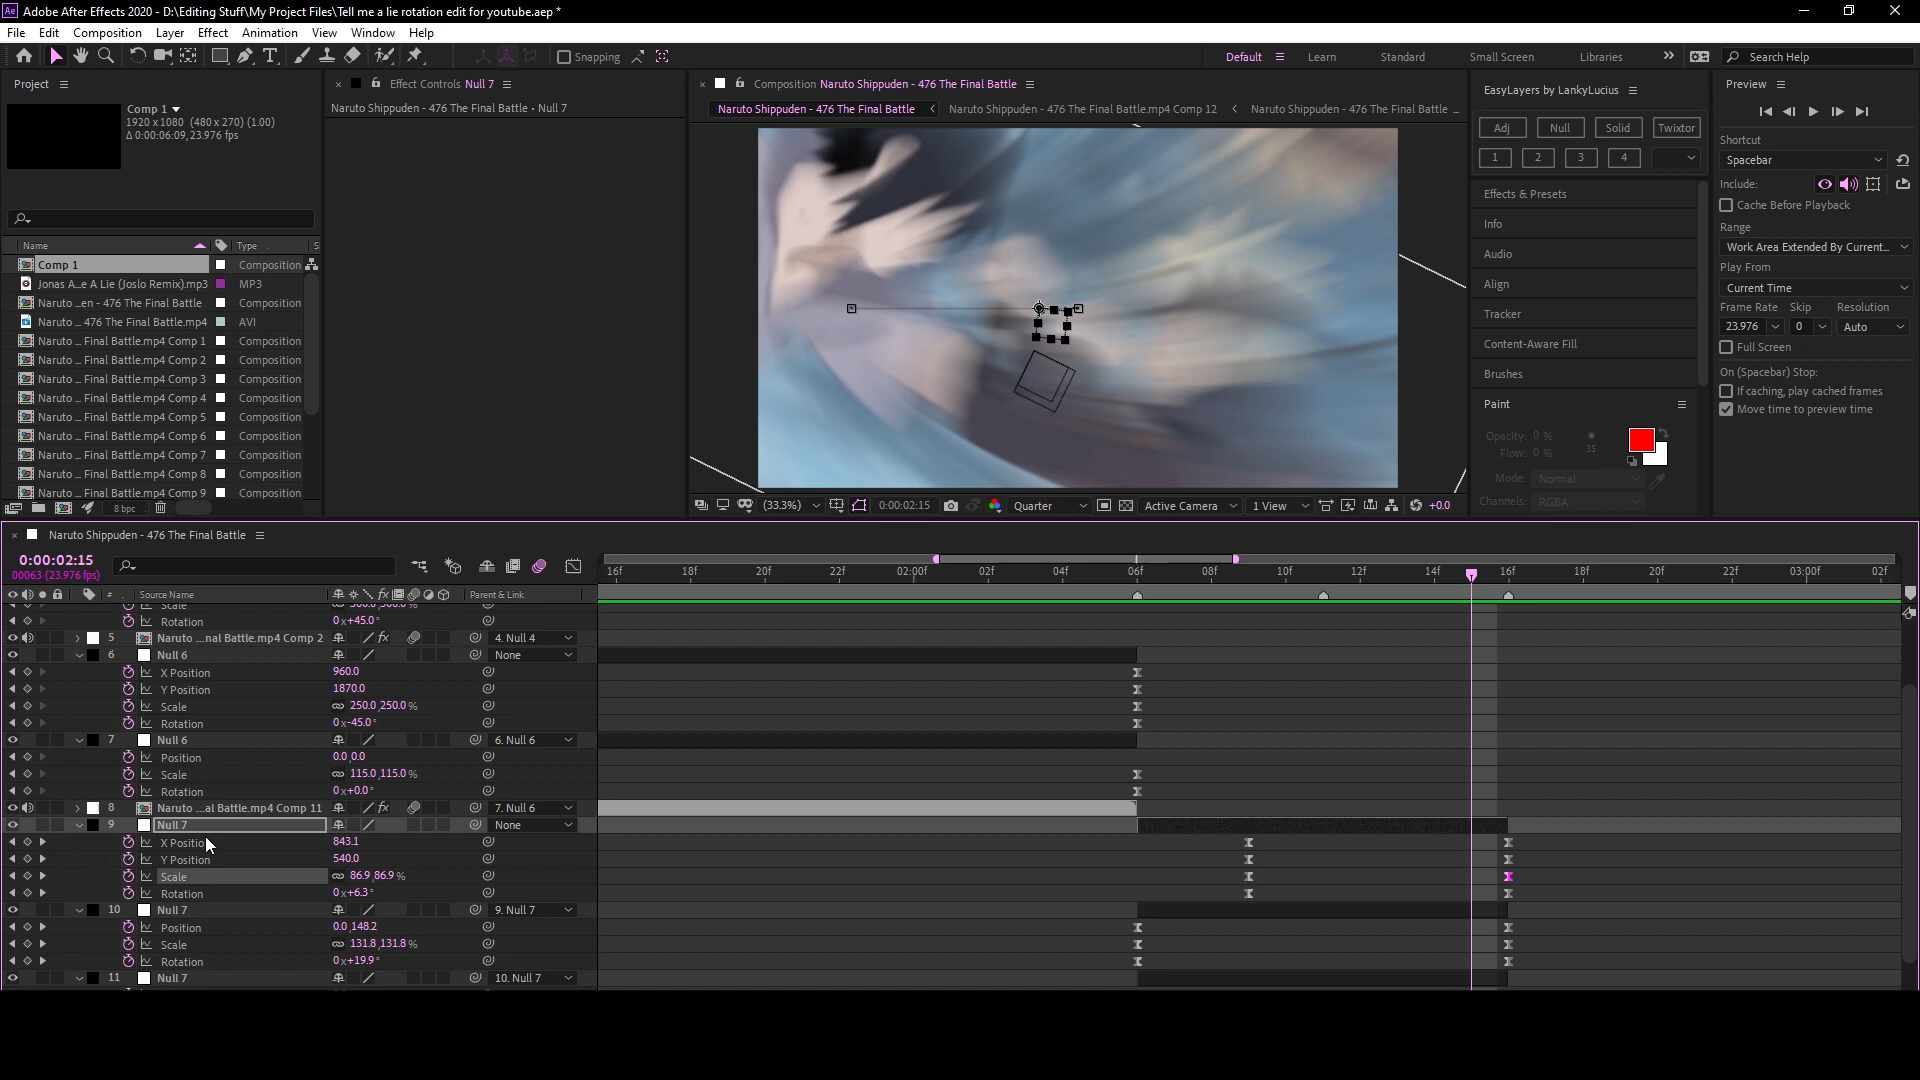 Adobe After Effects 2020 - D:\Editing Stuff\My Project Files\Tell me a lie rotation edit for youtube.aep *
File Edit Composition Layer Effect Animation View Window Help
Snapping
Default Learn Standard Small Screen Libraries Search Help
Project
Comp 1
1920 x 1080 (480 x 270) (1.00)
Δ 0:00:06:09, 23.976 fps
Name Type S
Comp 1 Composition
Jonas A...e A Lie (Joslo Remix).mp3 MP3
Naruto ...en - 476 The Final Battle Composition
Naruto ... 476 The Final Battle.mp4 AVI
Naruto ... Final Battle.mp4 Comp 1 Composition
Naruto ... Final Battle.mp4 Comp 2 Composition
Naruto ... Final Battle.mp4 Comp 3 Composition
Naruto ... Final Battle.mp4 Comp 4 Composition
Naruto ... Final Battle.mp4 Comp 5 Composition
Naruto ... Final Battle.mp4 Comp 6 Composition
Naruto ... Final Battle.mp4 Comp 7 Composition
Naruto ... Final Battle.mp4 Comp 8 Composition
Naruto ... Final Battle.mp4 Comp 9 Composition
8 bpc
Effect Controls Null 7
Naruto Shippuden - 476 The Final Battle • Null 7
Composition Naruto Shippuden - 476 The Final Battle
Naruto Shippuden - 476 The Final Battle Naruto Shippuden - 476 The Final Battle.mp4 Comp 12 Naruto Shippuden - 476 The Final Battle ...
(33.3%) 0:00:02:15 Quarter Active Camera 1 View +0.0
EasyLayers by LankyLucius
Adj Null Solid Twixtor
1 2 3 4
Effects & Presets
Info
Audio
Align
Tracker
Content-Aware Fill
Brushes
Paint
Opacity: 0 %
Flow: 0 %
35
Mode: Normal
Channels: RGBA
Preview
Shortcut
Spacebar
Include:
Cache Before Playback
Range
Work Area Extended By Current...
Play From
Current Time
Frame Rate Skip Resolution
23.976 0 Auto
Full Screen
On (Spacebar) Stop:
If caching, play cached frames
Move time to preview time
Naruto Shippuden - 476 The Final Battle
0:00:02:15
00063 (23.976 fps)
16f 18f 20f 22f 02:00f 02f 04f 06f 08f 10f 12f 14f 16f 18f 20f 22f 03:00f 02f
# Source Name Parent & Link
Scale
Rotation 0x+45.0°
5 Naruto ...nal Battle.mp4 Comp 2 4. Null 4
6 Null 6 None
X Position 960.0
Y Position 1870.0
Scale 250.0,250.0%
Rotation 0x-45.0°
7 Null 6 6. Null 6
Position 0.0,0.0
Scale 115.0,115.0%
Rotation 0x+0.0°
8 Naruto ...al Battle.mp4 Comp 11 7. Null 6
9 Null 7 None
X Position 843.1
Y Position 540.0
Scale 86.9,86.9%
Rotation 0x+6.3°
10 Null 7 9. Null 7
Position 0.0,148.2
Scale 131.8,131.8%
Rotation 0x+19.9°
11 Null 7 10. Null 7